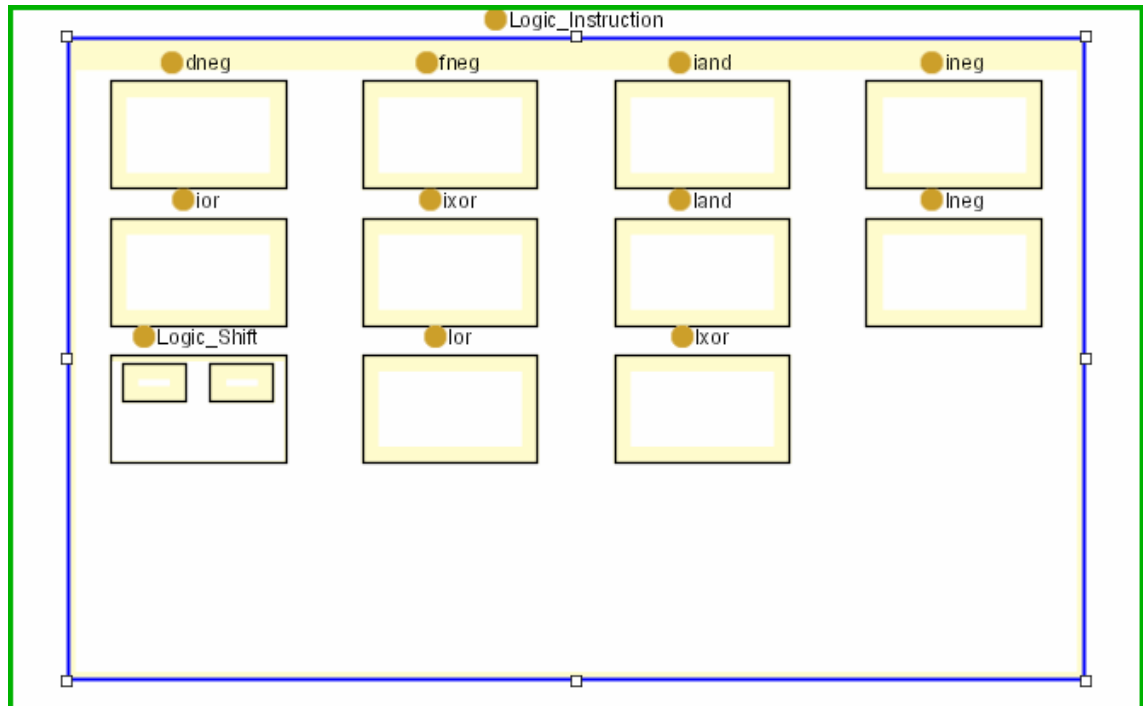 Logic_Instruction
dneg fneg iand ineg
ior ixor land lneg
Logic_Shift lor lxor